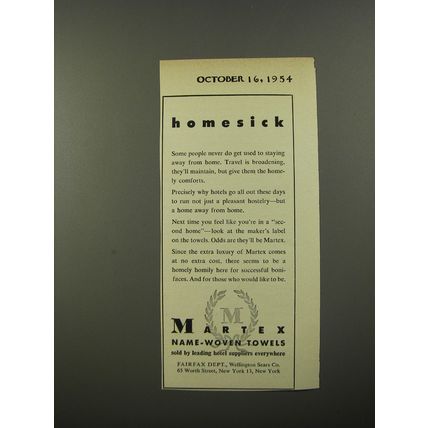 OCTOBER 16, 1954
homesick
Some people never do get used to staying
away from home. Travel is broadening,
they'll maintain, but give them the home-
ly comforts.
Precisely why hotels go all out these days
to run not just a pleasant hostelry—but
a home away from home.
Next time you feel like you're in a "sec-
ond home"—look at the maker's label
on the towels. Odds are they'll be Martex.
Since the extra luxury of Martex comes
at no extra cost, there seems to be a
homely homily here for successful boni-
faces. And for those who would like to be.
M
MARTEX
NAME-WOVEN TOWELS
sold by leading hotel suppliers everywhere
FAIRFAX DEPT., Wellington Sears Co.
65 Worth Street, New York 13, New York